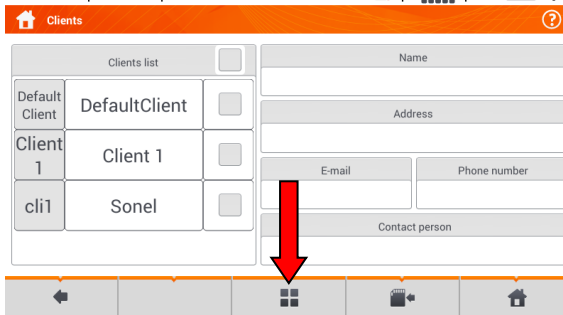 Clients
Clients list
Default
Client
DefaultClient
Client
1
Client 1
cli1
Sonel
Name
Address
E-mail
Phone number
Contact person